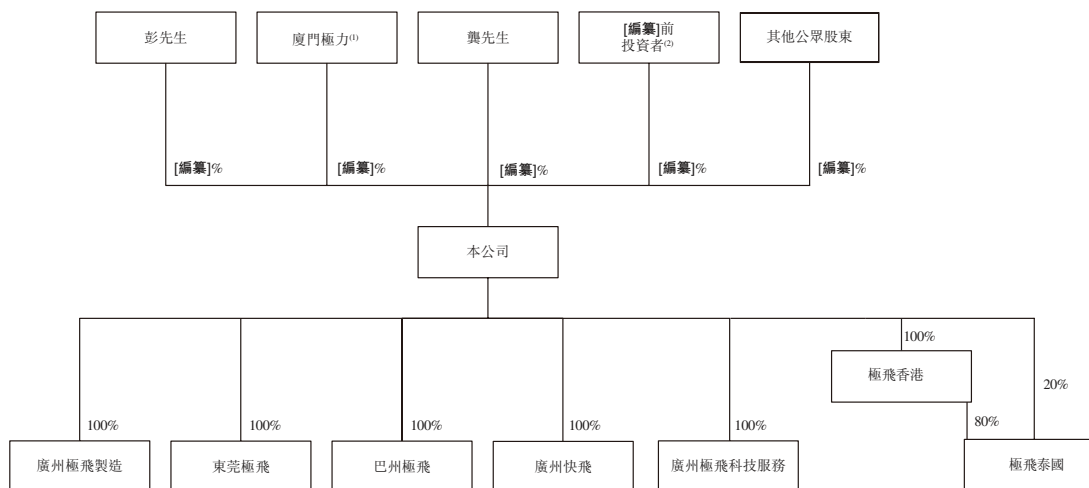 彭先生
廈門極力⁽¹⁾
龔先生
[編纂]前
投資者⁽²⁾
其他公眾股東
[編纂]%
[編纂]%
[編纂]%
[編纂]%
[編纂]%
本公司
100%
極飛香港
20%
100%
100%
100%
100%
100%
80%
廣州極飛製造
東莞極飛
巴州極飛
廣州快飛
廣州極飛科技服務
極飛泰國